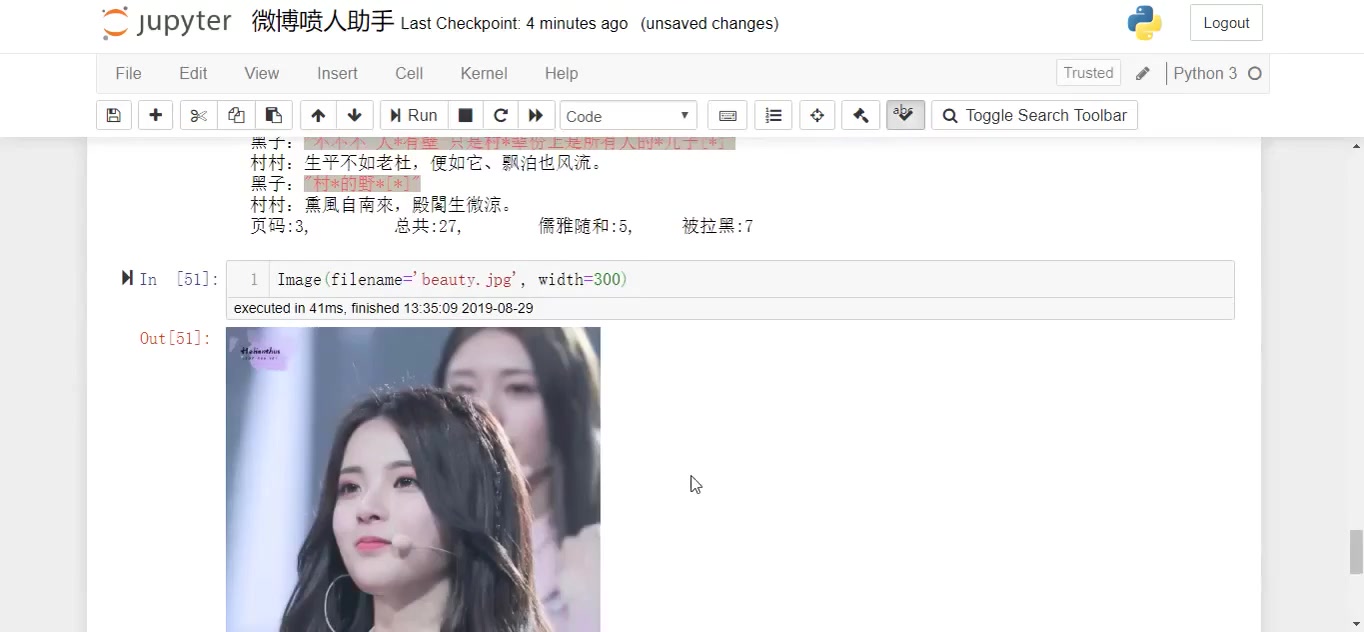 jupyter 微博喷人助手 Last Checkpoint: 4 minutes ago (unsaved changes)
Logout
File Edit View Insert Cell Kernel Help
Trusted Python 3
Run Code abc Toggle Search Toolbar
村村: 生平不如老杜，便如它、飘泊也风流。
黑子: "村*的野*[*]"
村村: 熏風自南來，殿閣生微涼。
页码:3, 总共:27, 儒雅随和:5, 被拉黑:7
In [51]: 1 Image(filename='beauty.jpg', width=300)
executed in 41ms, finished 13:35:09 2019-08-29
Out[51]: